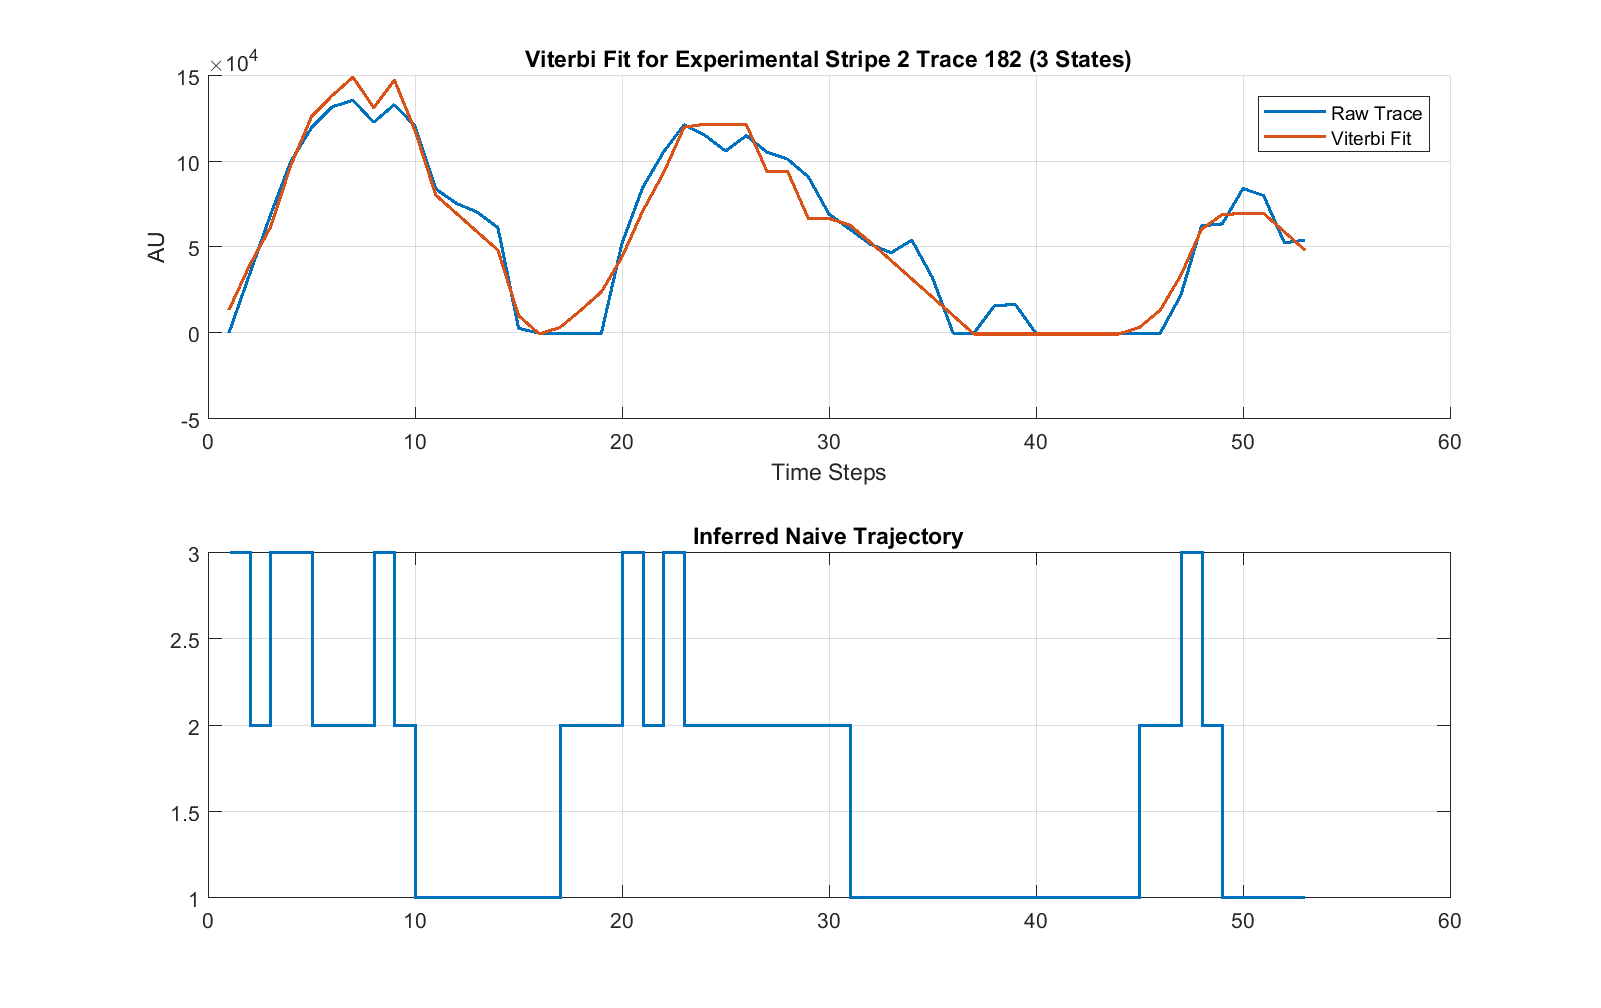 Viterbi Fit for Experimental Stripe 2 Trace 182 (3 States)
×10⁴
15
10
5
0
-5
AU
Raw Trace
Viterbi Fit
0 10 20 30 40 50 60
Time Steps
Inferred Naive Trajectory
3
2.5
2
1.5
1
0 10 20 30 40 50 60